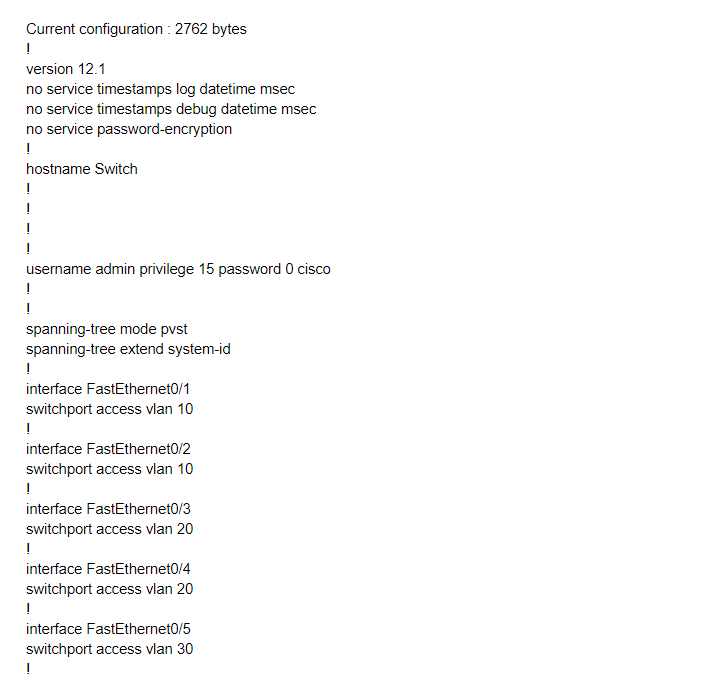 Current configuration : 2762 bytes
!
version 12.1
no service timestamps log datetime msec
no service timestamps debug datetime msec
no service password-encryption
!
hostname Switch
!
!
!
!
username admin privilege 15 password 0 cisco
!
!
spanning-tree mode pvst
spanning-tree extend system-id
!
interface FastEthernet0/1
switchport access vlan 10
!
interface FastEthernet0/2
switchport access vlan 10
!
interface FastEthernet0/3
switchport access vlan 20
!
interface FastEthernet0/4
switchport access vlan 20
!
interface FastEthernet0/5
switchport access vlan 30
!